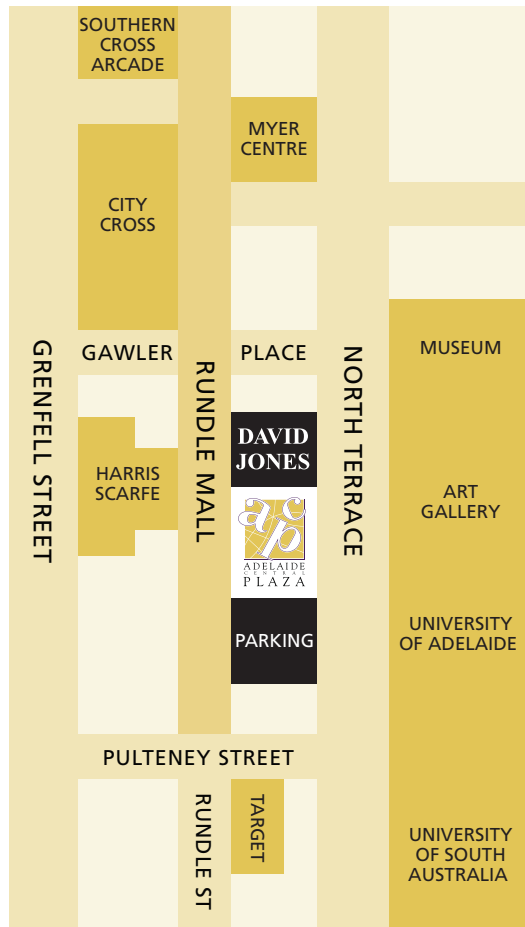 SOUTHERN
CROSS
ARCADE
MYER
CENTRE
CITY
CROSS
GRENFELL STREET
GAWLER PLACE
RUNDLE MALL
NORTH TERRACE
MUSEUM
DAVID
JONES
HARRIS
SCARFE
ART
GALLERY
acp
ADELAIDE
CENTRAL
PLAZA
PARKING
UNIVERSITY
OF ADELAIDE
PULTENEY STREET
RUNDLE ST
TARGET
UNIVERSITY
OF SOUTH
AUSTRALIA